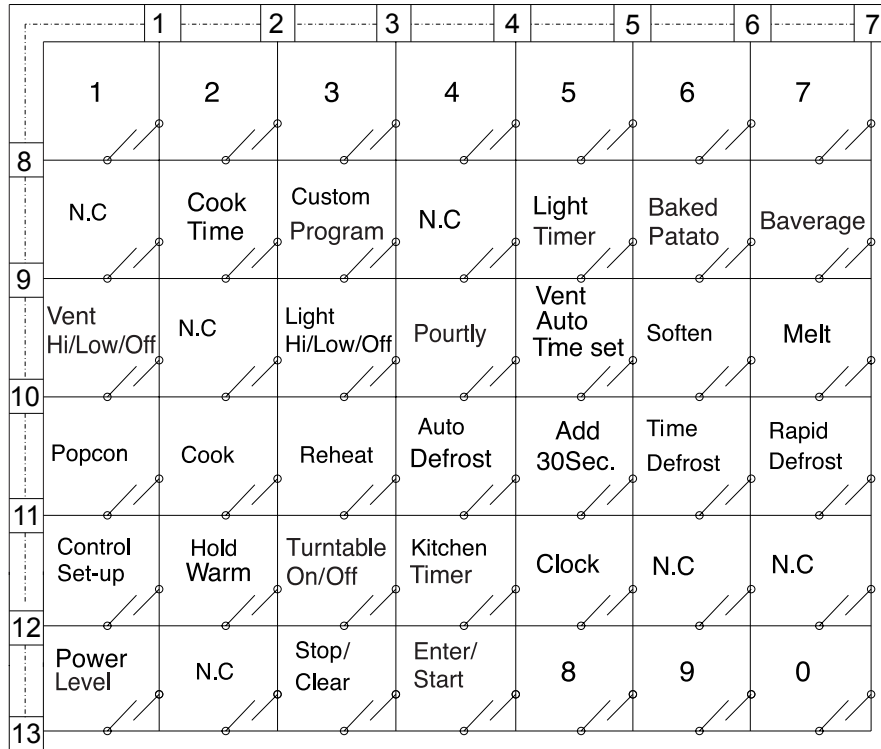 1 2 3 4 5 6 7
1 2 3 4 5 6 7
8
N.C
Cook
Time
Custom
Program
N.C
Light
Timer
Baked
Patato
Baverage
9
Vent
Hi/Low/Off
N.C
Light
Hi/Low/Off
Pourtly
Vent
Auto
Time set
Soften
Melt
10
Popcon
Cook
Reheat
Auto
Defrost
Add
30Sec.
Time
Defrost
Rapid
Defrost
11
Control
Set-up
Hold
Warm
Turntable
On/Off
Kitchen
Timer
Clock
N.C
N.C
12
Power
Level
N.C
Stop/
Clear
Enter/
Start
8
9
0
13